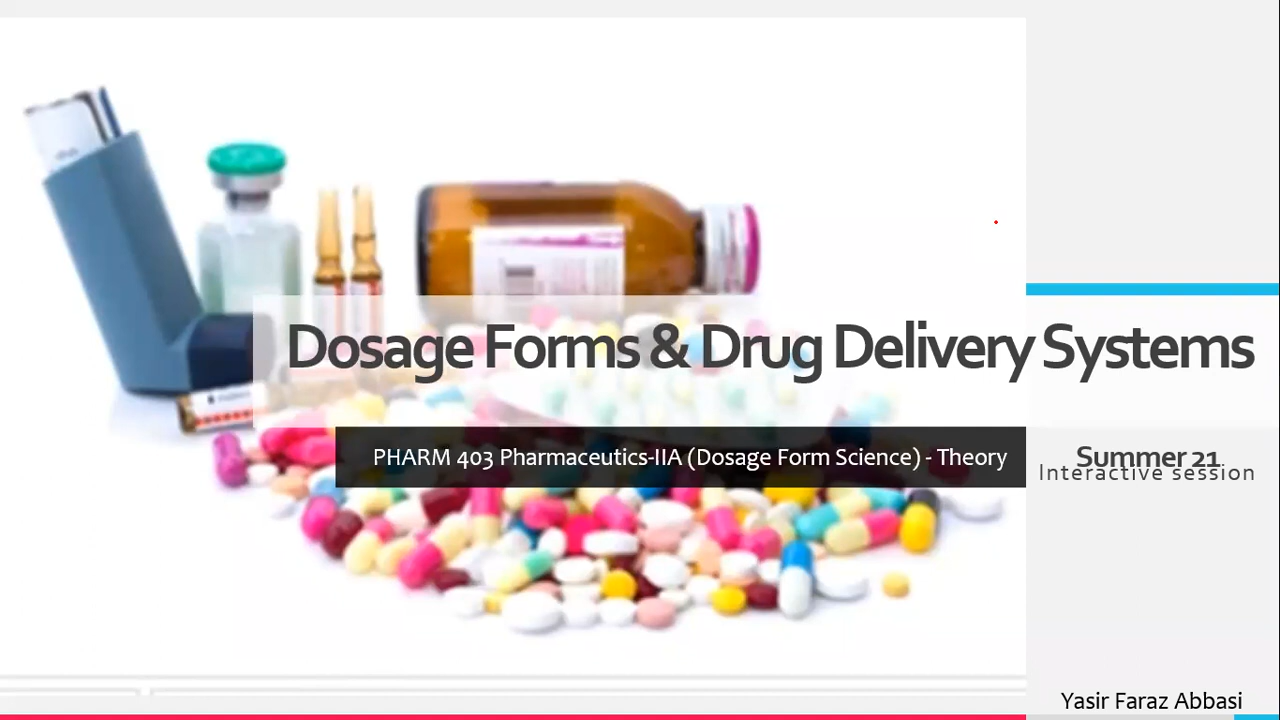 Dosage Forms & Drug Delivery Systems
PHARM 403 Pharmaceutics-IIA (Dosage Form Science) - Theory
Summer 21
Interactive session
Yasir Faraz Abbasi